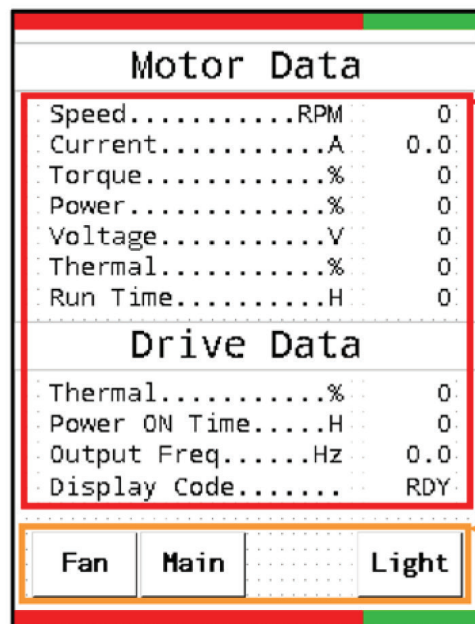 Motor Data
Speed...........RPM 0
Current...........A 0.0
Torque............% 0
Power.............% 0
Voltage...........V 0
Thermal...........% 0
Run Time..........H 0
Drive Data
Thermal...........% 0
Power ON Time.....H 0
Output Freq......Hz 0.0
Display Code....... RDY
Fan Main Light